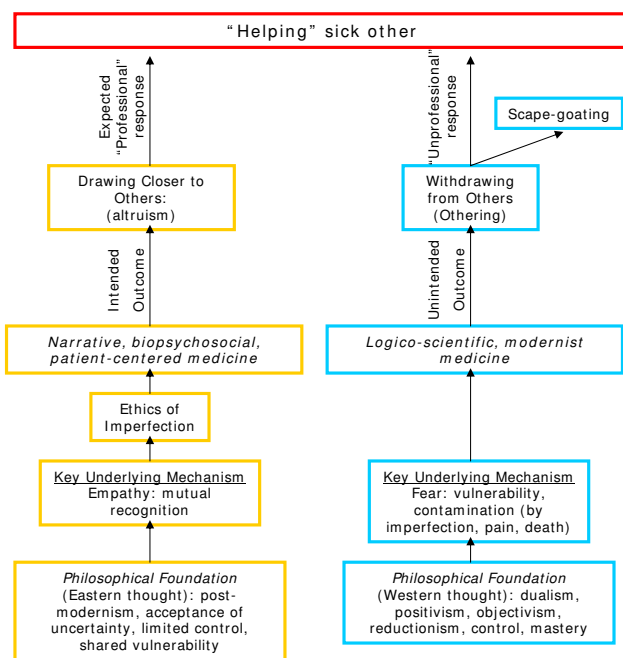 “Helping” sick other
Expected
“Professional”
response
“Unprofessional”
response
Scape-goating
Drawing Closer to
Others:
(altruism)
Withdrawing
from Others
(Othering)
Intended
Outcome
Unintended
Outcome
Narrative, biopsychosocial,
patient-centered medicine
Logico-scientific, modernist
medicine
Ethics of
Imperfection
Key Underlying Mechanism
Empathy: mutual
recognition
Key Underlying Mechanism
Fear: vulnerability,
contamination (by
imperfection, pain, death)
Philosophical Foundation
(Eastern thought): post-
modernism, acceptance of
uncertainty, limited control,
shared vulnerability
Philosophical Foundation
(Western thought): dualism,
positivism, objectivism,
reductionism, control, mastery